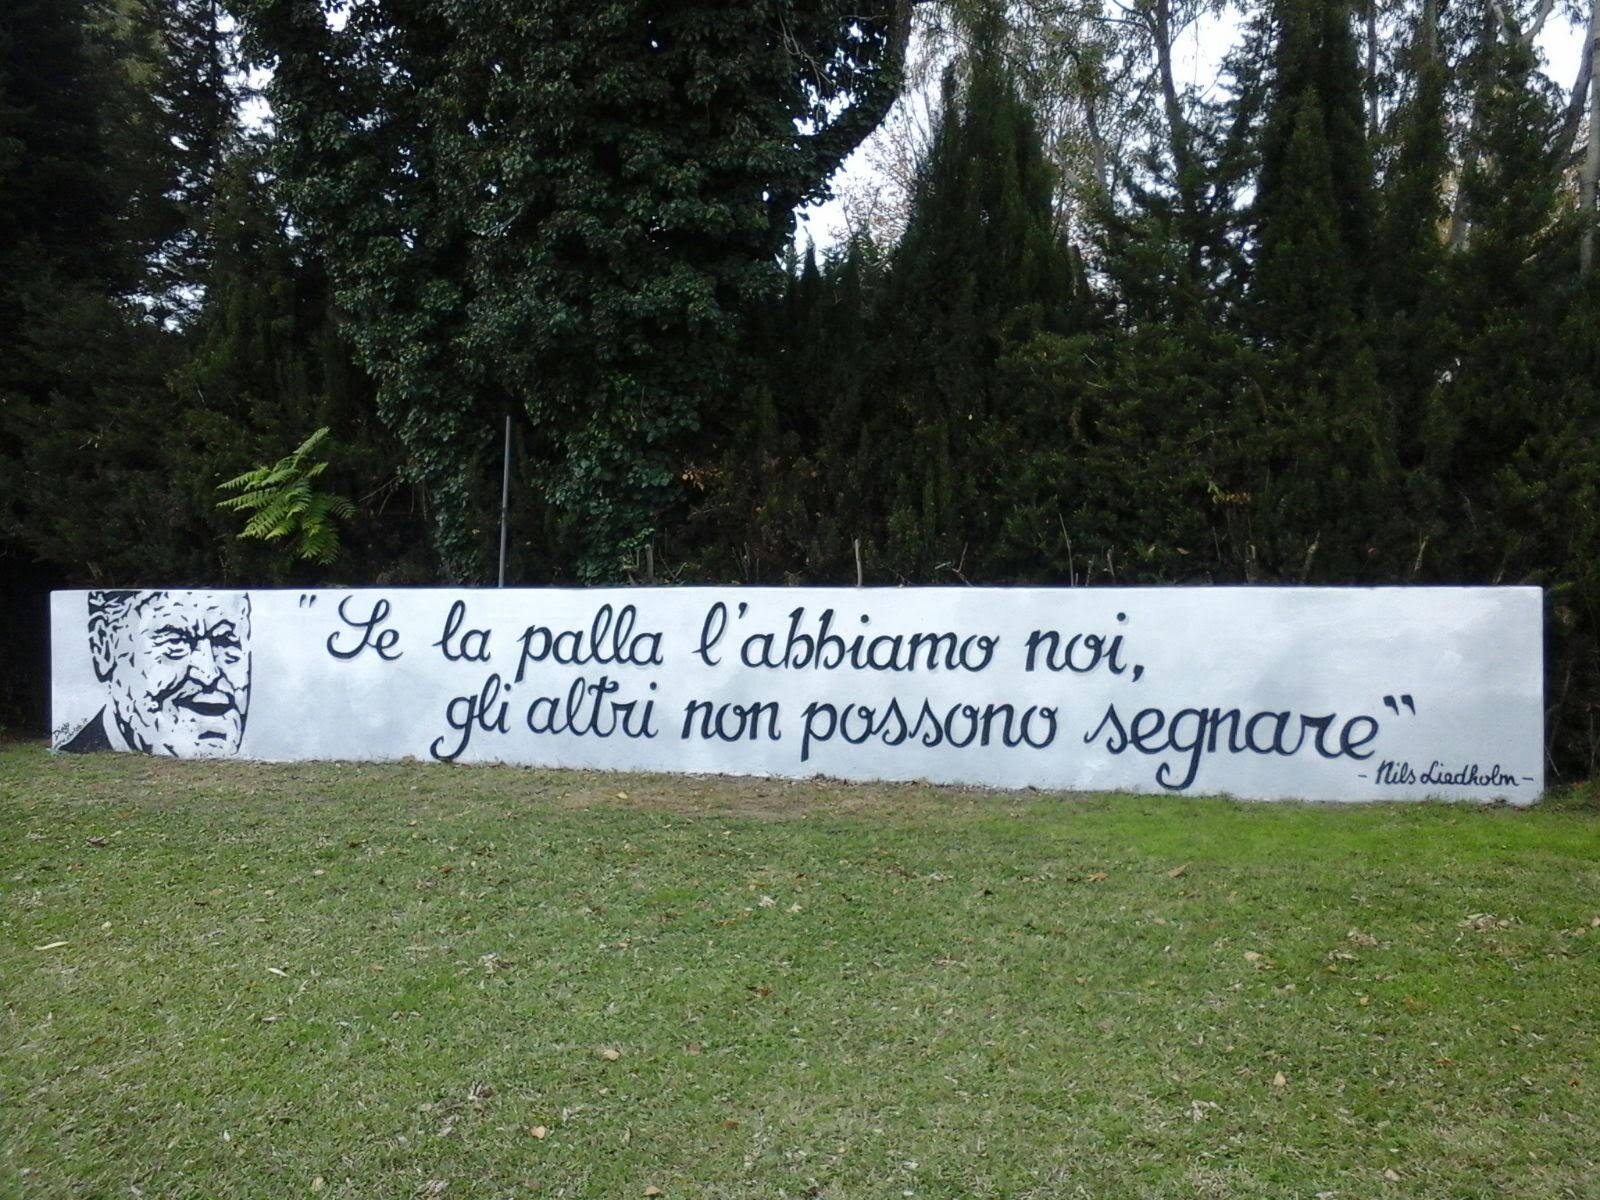 "Se la palla l'abbiamo noi,
gli altri non possono segnare"
- Nils Liedholm -